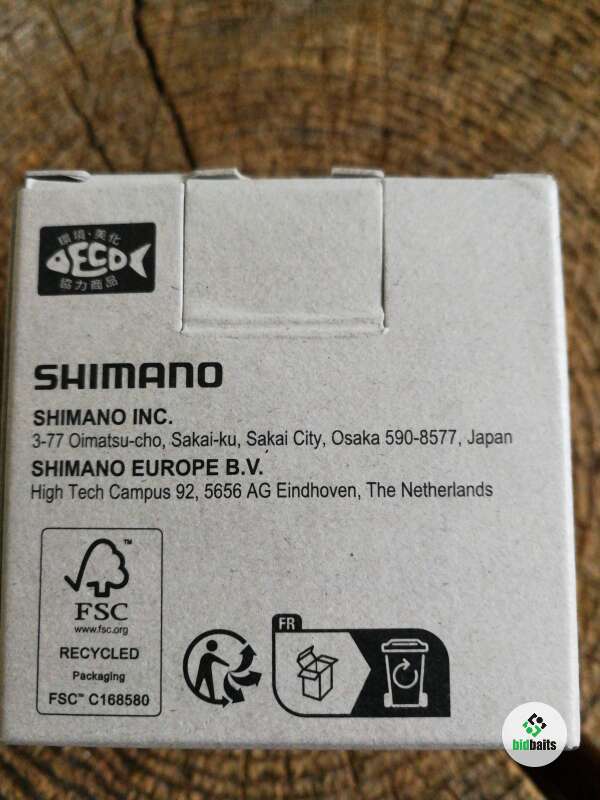 環境・美化
ECO
協力商品
SHIMANO
SHIMANO INC.
3-77 Oimatsu-cho, Sakai-ku, Sakai City, Osaka 590-8577, Japan
SHIMANO EUROPE B.V.
High Tech Campus 92, 5656 AG Eindhoven, The Netherlands
™
FSC
www.fsc.org
RECYCLED
Packaging
FSC™ C168580
FR
bidbaits